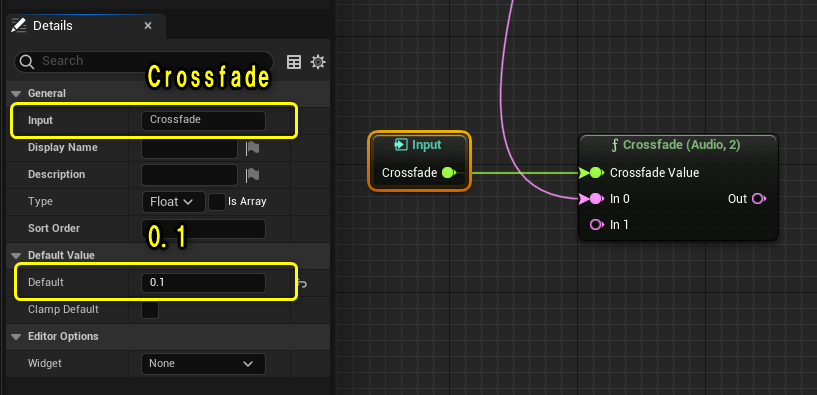 Details
Search
Crossfade
General
Input Crossfade
Display Name
Description
Type Float Is Array
Sort Order
0.1
Default Value
Default 0.1
Clamp Default
Editor Options
Widget None
Input
Crossfade
Crossfade (Audio, 2)
Crossfade Value
In 0 Out
In 1